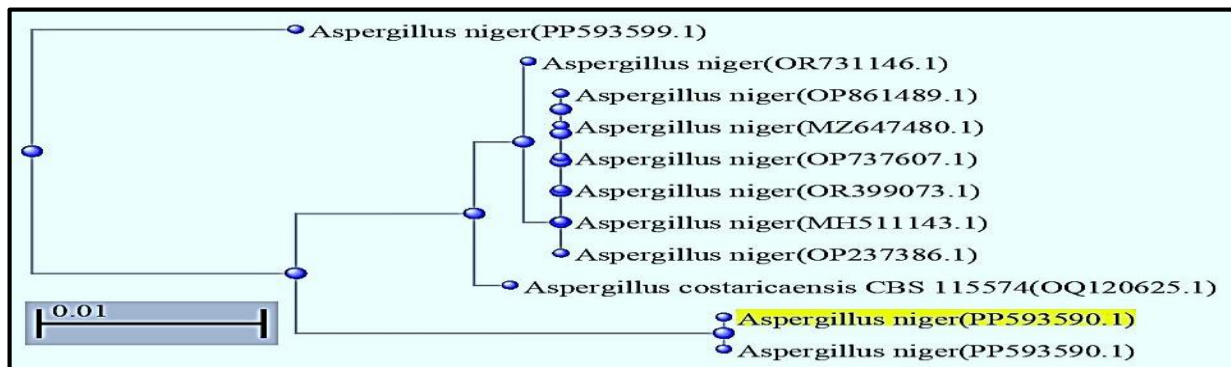 Aspergillus niger(PP593599.1)
Aspergillus niger(OR731146.1)
Aspergillus niger(OP861489.1)
Aspergillus niger(MZ647480.1)
Aspergillus niger(OP737607.1)
Aspergillus niger(OR399073.1)
Aspergillus niger(MH511143.1)
Aspergillus niger(OP237386.1)
Aspergillus costaricaensis CBS 115574(OQ120625.1)
0.01
Aspergillus niger(PP593590.1)
Aspergillus niger(PP593590.1)